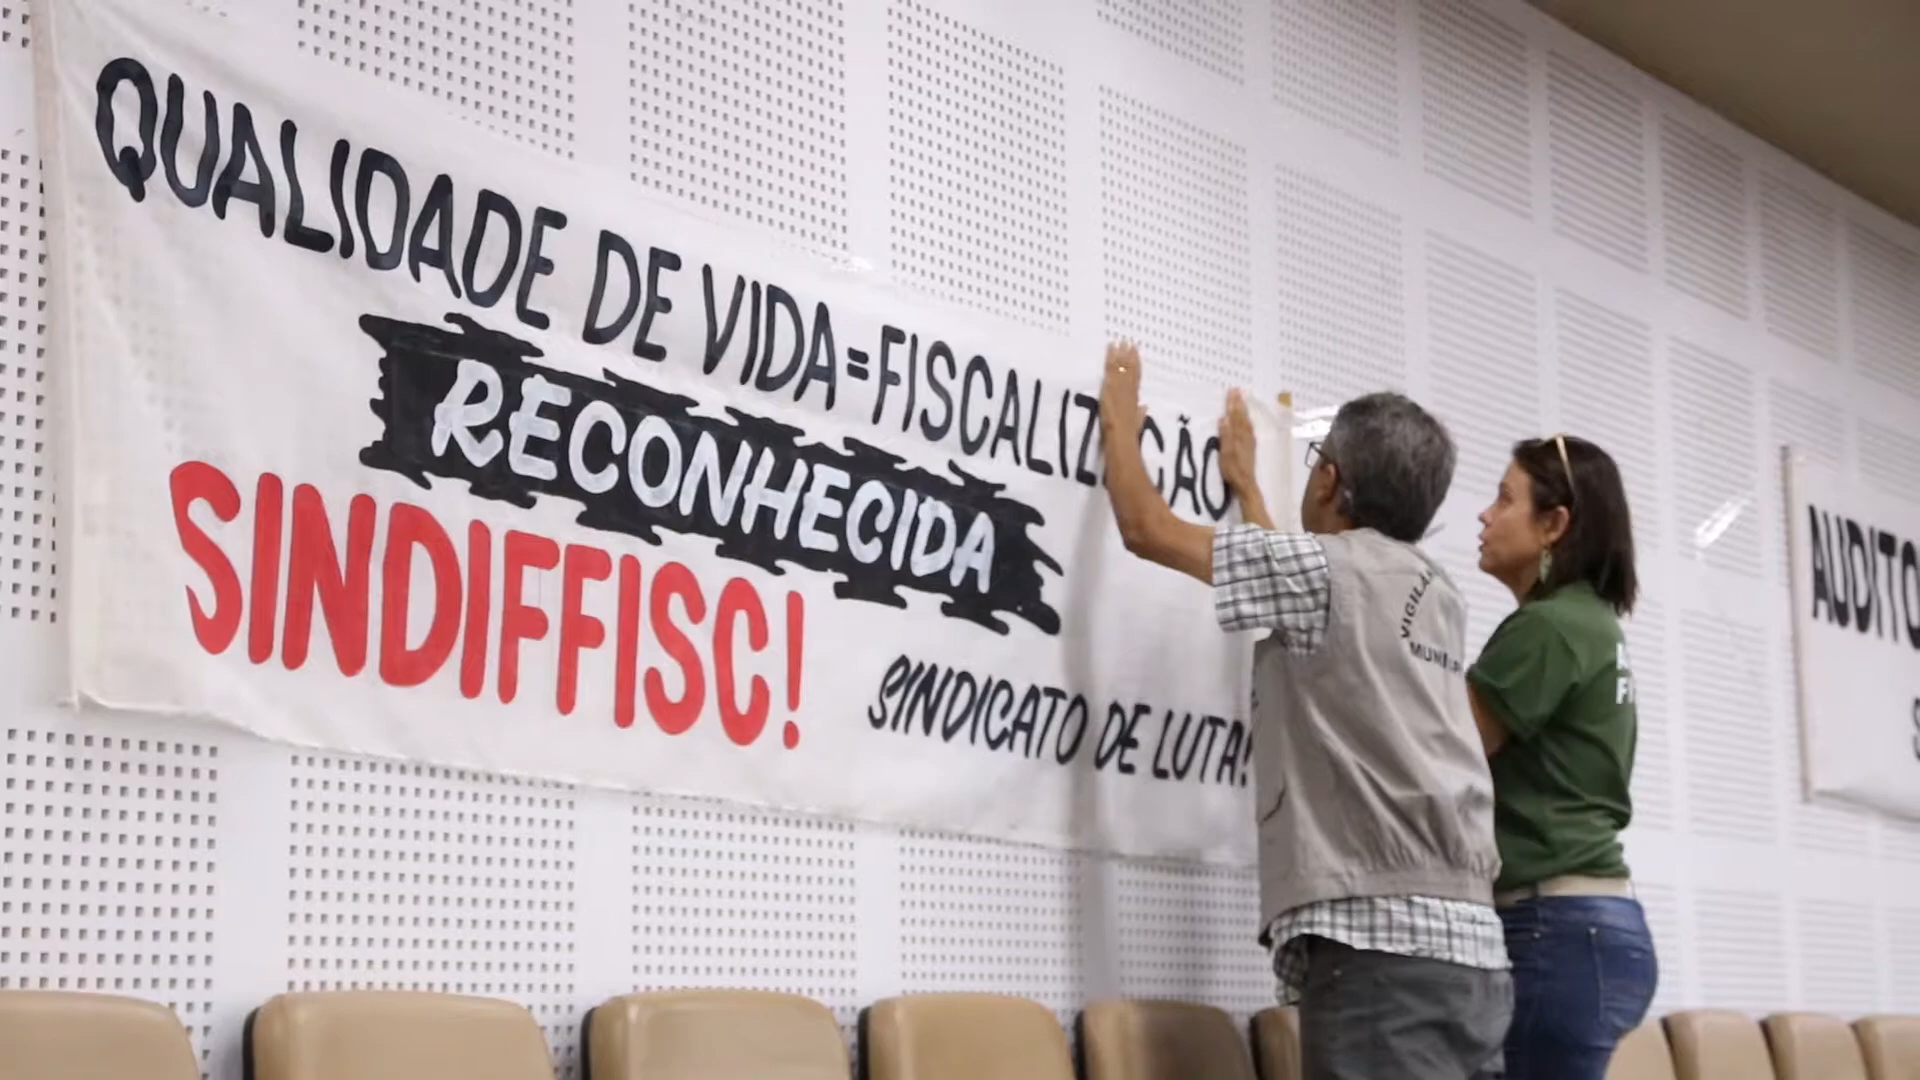 QUALIDADE DE VIDA=FISCALIZAÇÃO
RECONHECIDA
SINDIFFISC!
SINDICATO DE LUTA!